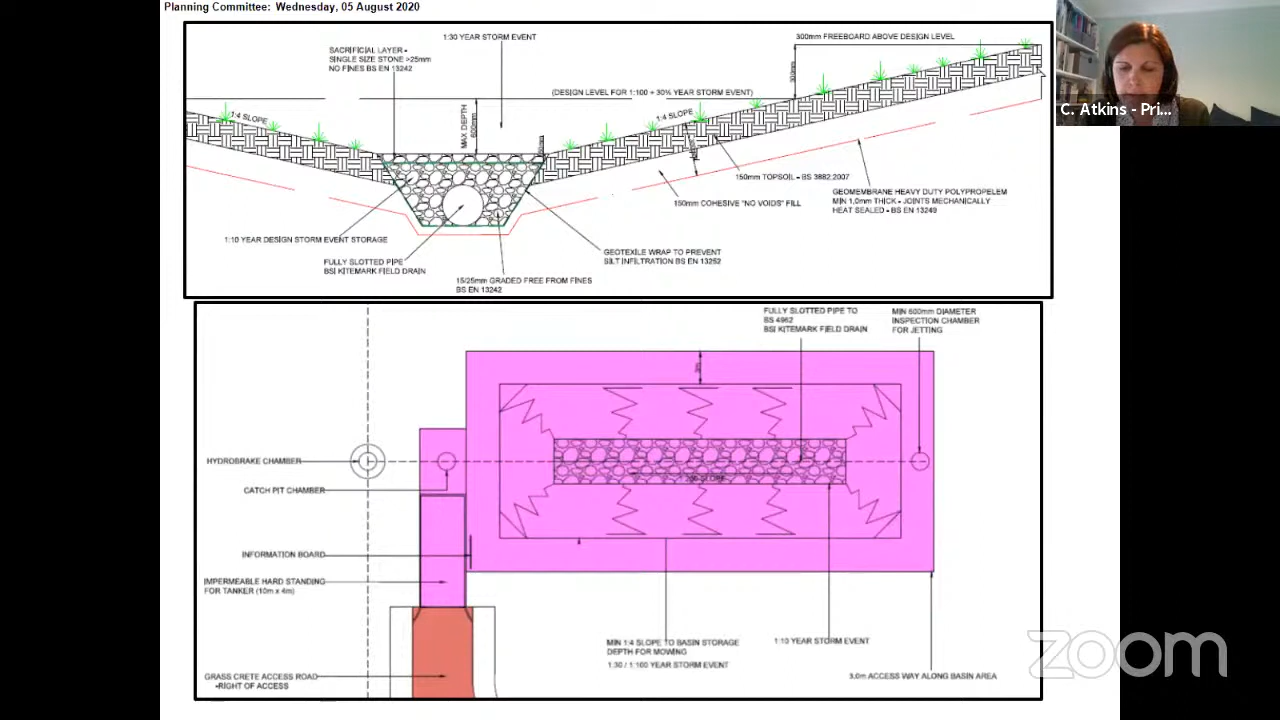 Planning Committee: Wednesday, 05 August 2020
1:30 YEAR STORM EVENT
300mm FREEBOARD ABOVE DESIGN LEVEL
SACRIFICIAL LAYER -
SINGLE SIZE STONE >25mm
NO FINES BS EN 13242
300mm
(DESIGN LEVEL FOR 1:100 + 30% YEAR STORM EVENT)
1:4 SLOPE
MAX DEPTH
600mm
1:4 SLOPE
150mm TOPSOIL - BS 3882:2007
150mm COHESIVE "NO VOIDS" FILL
GEOMEMBRANE HEAVY DUTY POLYPROPELEM
MIN 1.0mm THICK - JOINTS MECHANICALLY
HEAT SEALED - BS EN 13249
1:10 YEAR DESIGN STORM EVENT STORAGE
FULLY SLOTTED PIPE
BSI KITEMARK FIELD DRAIN
GEOTEXILE WRAP TO PREVENT
SILT INFILTRATION BS EN 13252
15/25mm GRADED FREE FROM FINES
BS EN 13242
C. Atkins - Pri...
FULLY SLOTTED PIPE TO
BS 4962
BSI KITEMARK FIELD DRAIN
MIN 600mm DIAMETER
INSPECTION CHAMBER
FOR JETTING
HYDROBRAKE CHAMBER
CATCH PIT CHAMBER
INFORMATION BOARD
IMPERMEABLE HARD STANDING
FOR TANKER (10m x 4m)
MIN 1:4 SLOPE TO BASIN STORAGE
DEPTH FOR MOWING
1:30 / 1:100 YEAR STORM EVENT
1:10 YEAR STORM EVENT
3.0m ACCESS WAY ALONG BASIN AREA
GRASS CRETE ACCESS ROAD
-RIGHT OF ACCESS
zoom